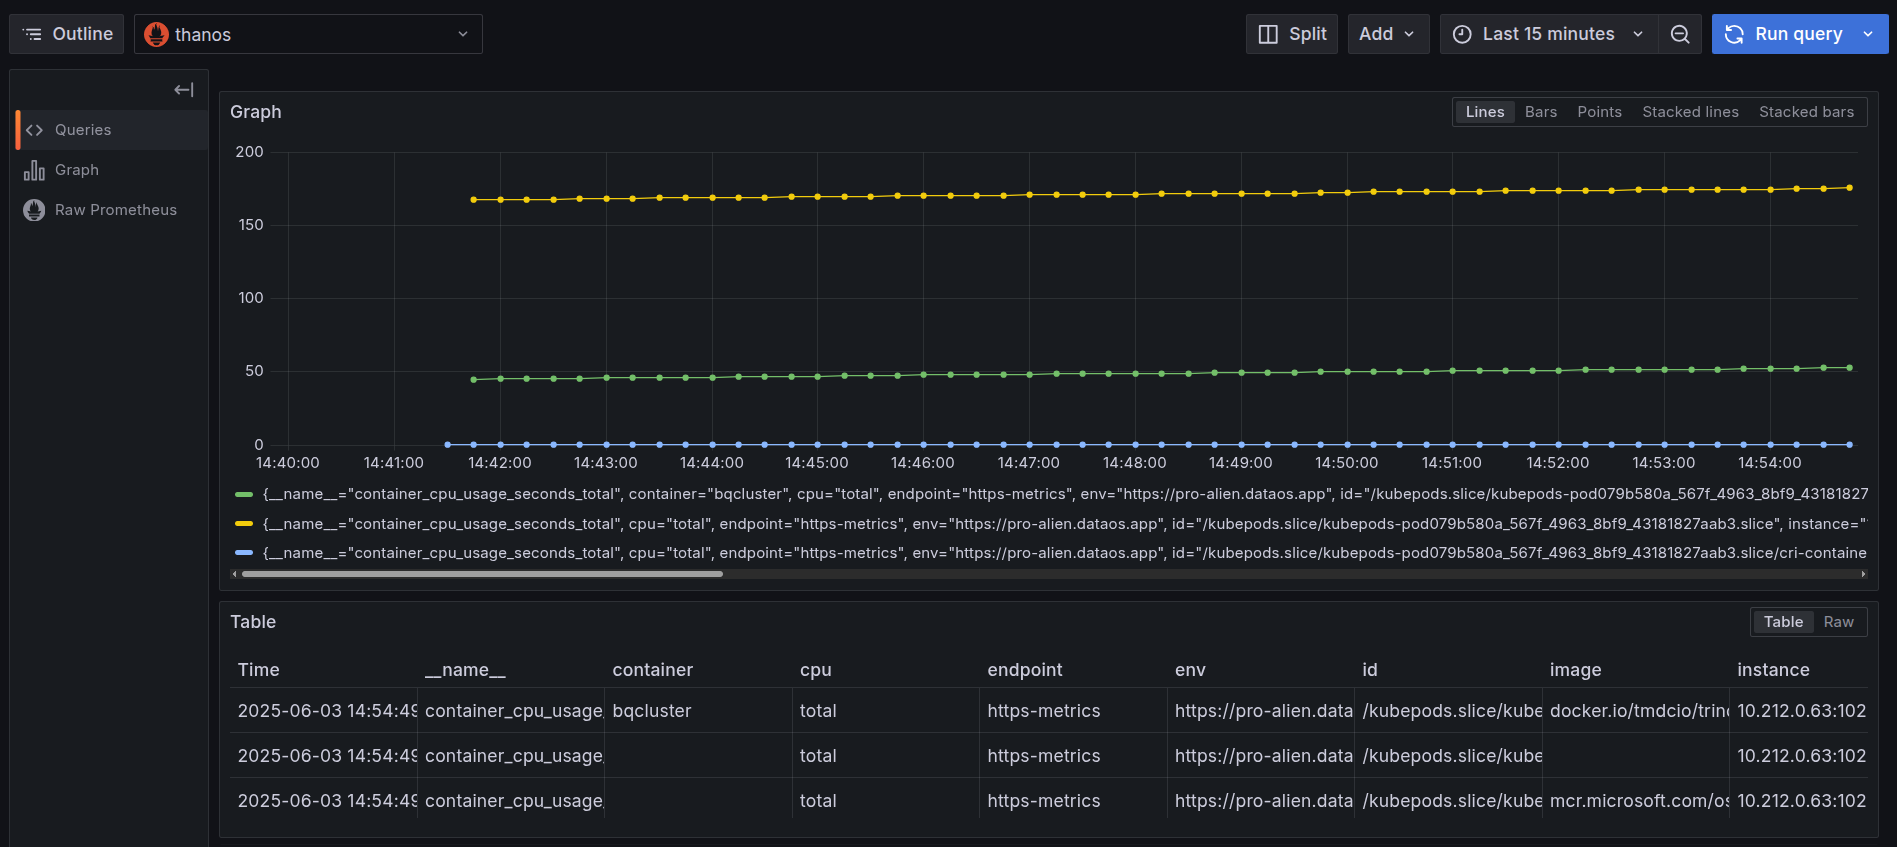 Outline thanos Split Add Last 15 minutes Run query
Queries
Graph
Raw Prometheus
Graph Lines Bars Points Stacked lines Stacked bars
200
150
100
50
0
14:40:00 14:41:00 14:42:00 14:43:00 14:44:00 14:45:00 14:46:00 14:47:00 14:48:00 14:49:00 14:50:00 14:51:00 14:52:00 14:53:00 14:54:00
{__name__="container_cpu_usage_seconds_total", container="bqcluster", cpu="total", endpoint="https-metrics", env="https://pro-alien.dataos.app", id="/kubepods.slice/kubepods-pod079b580a_567f_4963_8bf9_43181827
{__name__="container_cpu_usage_seconds_total", cpu="total", endpoint="https-metrics", env="https://pro-alien.dataos.app", id="/kubepods.slice/kubepods-pod079b580a_567f_4963_8bf9_43181827aab3.slice", instance="
{__name__="container_cpu_usage_seconds_total", cpu="total", endpoint="https-metrics", env="https://pro-alien.dataos.app", id="/kubepods.slice/kubepods-pod079b580a_567f_4963_8bf9_43181827aab3.slice/cri-containe
Table Table Raw
Time __name__ container cpu endpoint env id image instance
2025-06-03 14:54:49 container_cpu_usage_ bqcluster total https-metrics https://pro-alien.data /kubepods.slice/kube docker.io/tmdcio/trino 10.212.0.63:102
2025-06-03 14:54:49 container_cpu_usage_ total https-metrics https://pro-alien.data /kubepods.slice/kube 10.212.0.63:102
2025-06-03 14:54:49 container_cpu_usage_ total https-metrics https://pro-alien.data /kubepods.slice/kube mcr.microsoft.com/os 10.212.0.63:102